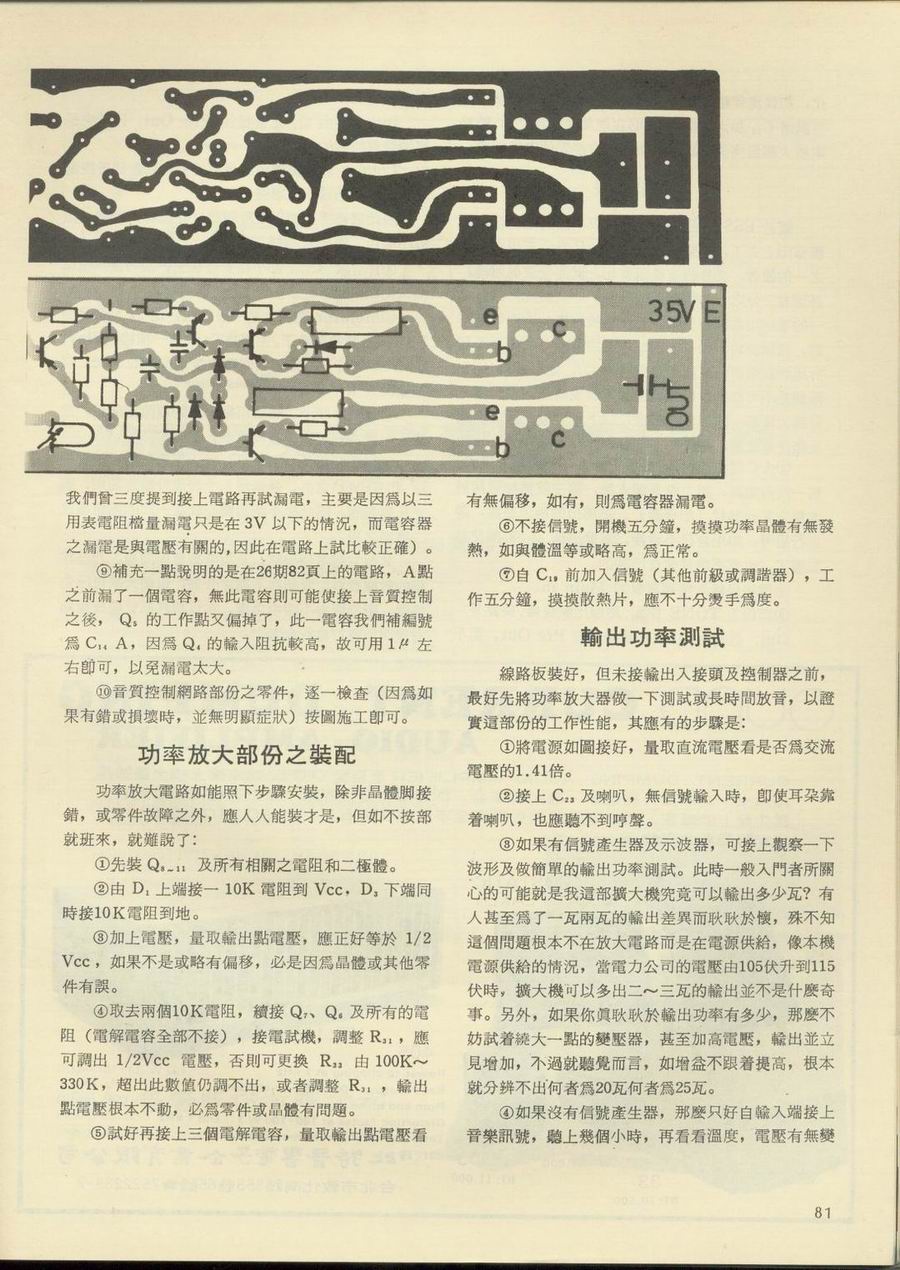 35V E
e
c
b
OUT
e
c
b
我們曾三度提到接上電路再試漏電，主要是因爲以三
用表電阻檔量漏電只是在 3V 以下的情況，而電容器
之漏電是與電壓有關的,因此在電路上試比較正確）。
⑨補充一點說明的是在26期82頁上的電路，A點
之前漏了一個電容，無此電容則可能使接上音質控制
之後， Q₅ 的工作點又偏掉了，此一電容我們補編號
爲 C₁₄ A，因爲 Q₄ 的輸入阻抗較高，故可用 1μ 左
右卽可，以免漏電太大。
⑩音質控制網路部份之零件，逐一檢查（因爲如
果有錯或損壞時，並無明顯症狀）按圖施工卽可。
功率放大部份之裝配
功率放大電路如能照下步驟安裝，除非晶體脚接
錯，或零件故障之外，應人人能裝才是，但如不按部
就班來，就難說了：
①先裝 Q₈₋₁₁ 及所有相關之電阻和二極體。
②由 D₁ 上端接一 10K 電阻到 Vcc，D₃ 下端同
時接10K電阻到地。
③加上電壓，量取輸出點電壓，應正好等於 1/2
Vcc，如果不是或略有偏移，必是因爲晶體或其他零
件有誤。
④取去兩個10K電阻，續接 Q₇、Q₆ 及所有的電
阻（電解電容全部不接），接電試機，調整 R₃₁，應
可調出 1/2Vcc 電壓，否則可更換 R₃₃ 由 100K～
330K，超出此數値仍調不出，或者調整 R₃₁，輸出
點電壓根本不動，必爲零件或晶體有問題。
⑤試好再接上三個電解電容，量取輸出點電壓看
有無偏移，如有，則爲電容器漏電。
⑥不接信號，開機五分鐘，摸摸功率晶體有無發
熱，如與體溫等或略高，爲正常。
⑦自 C₁₉ 前加入信號（其他前級或調諧器），工
作五分鐘，摸摸散熱片，應不十分燙手爲度。
輸出功率測試
線路板裝好，但未接輸出入接頭及控制器之前，
最好先將功率放大器做一下測試或長時間放音，以證
實這部份的工作性能，其應有的步驟是：
①將電源如圖接好，量取直流電壓看是否爲交流
電壓的1.41倍。
②接上 C₂₃ 及喇叭，無信號輸入時，卽使耳朶靠
着喇叭，也應聽不到哼聲。
③如果有信號產生器及示波器，可接上觀察一下
波形及做簡單的輸出功率測試。此時一般入門者所關
心的可能就是我這部擴大機究竟可以輸出多少瓦？有
人甚至爲了一瓦兩瓦的輸出差異而耿耿於懷，殊不知
這個問題根本不在放大電路而是在電源供給，像本機
電源供給的情況，當電力公司的電壓由105伏升到115
伏時，擴大機可以多出二～三瓦的輸出並不是什麽奇
事。另外，如果你眞耿耿於輸出功率有多少，那麽不
妨試着繞大一點的變壓器，甚至加高電壓，輸出並立
見增加，不過就聽覺而言，如增益不跟着提高，根本
就分辨不出何者爲20瓦何者爲25瓦。
④如果沒有信號產生器，那麽只好自輸入端接上
音樂訊號，聽上幾個小時，再看看溫度，電壓有無變
81